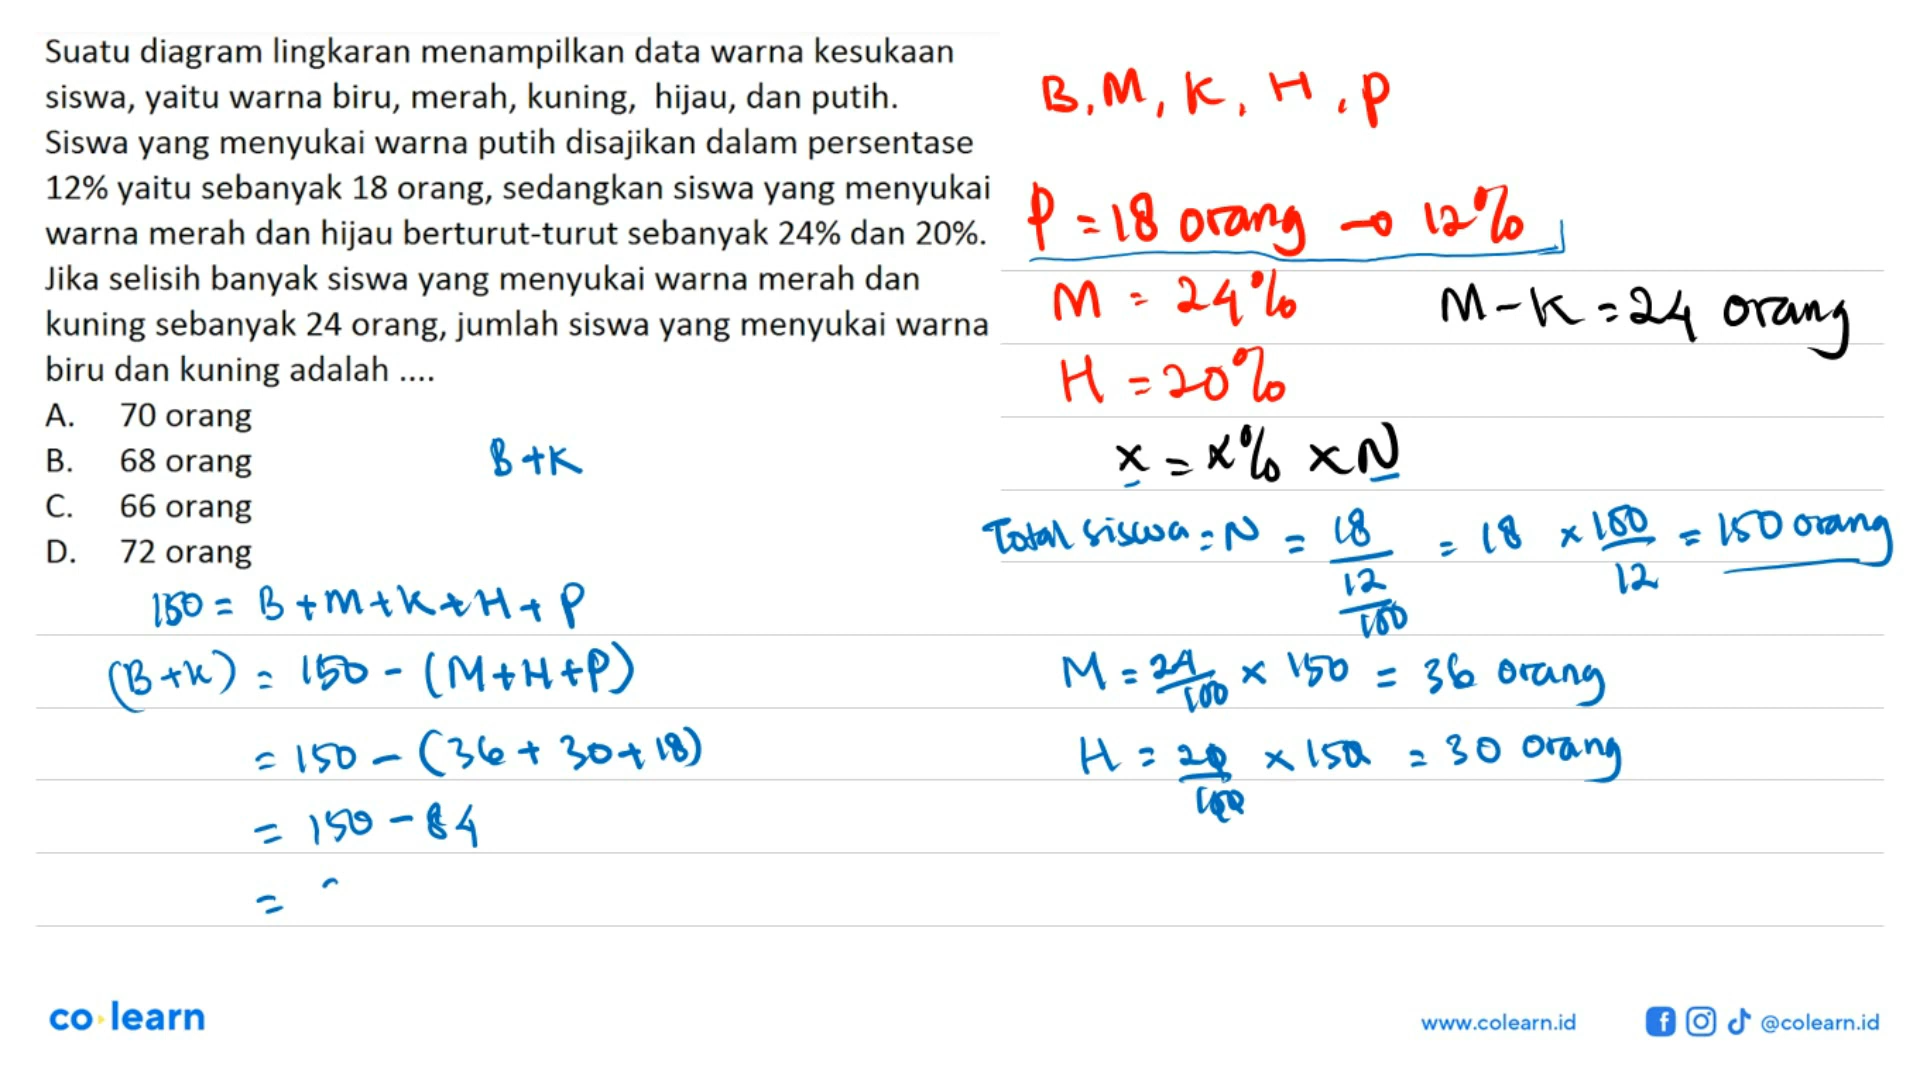 Suatu diagram lingkaran menampilkan data warna kesukaan
siswa, yaitu warna biru, merah, kuning, hijau, dan putih.
Siswa yang menyukai warna putih disajikan dalam persentase
12% yaitu sebanyak 18 orang, sedangkan siswa yang menyukai
warna merah dan hijau berturut-turut sebanyak 24% dan 20%.
Jika selisih banyak siswa yang menyukai warna merah dan
kuning sebanyak 24 orang, jumlah siswa yang menyukai warna
biru dan kuning adalah ....
A. 70 orang
B. 68 orang
C. 66 orang
D. 72 orang
B+K
150 = B+M+K+H+P
(B+K) = 150 - (M+H+P)
= 150 - (36 + 30 + 18)
= 150 - 84
=
B, M, K, H, P
P = 18 orang → 12%
M = 24%
M - K = 24 orang
H = 20%
x = x% × N
Total siswa = N = 18/(12/100) = 18 × 100/12 = 150 orang
M = 24/100 × 150 = 36 orang
H = 20/100 × 150 = 30 orang
co learn
www.colearn.id
@colearn.id